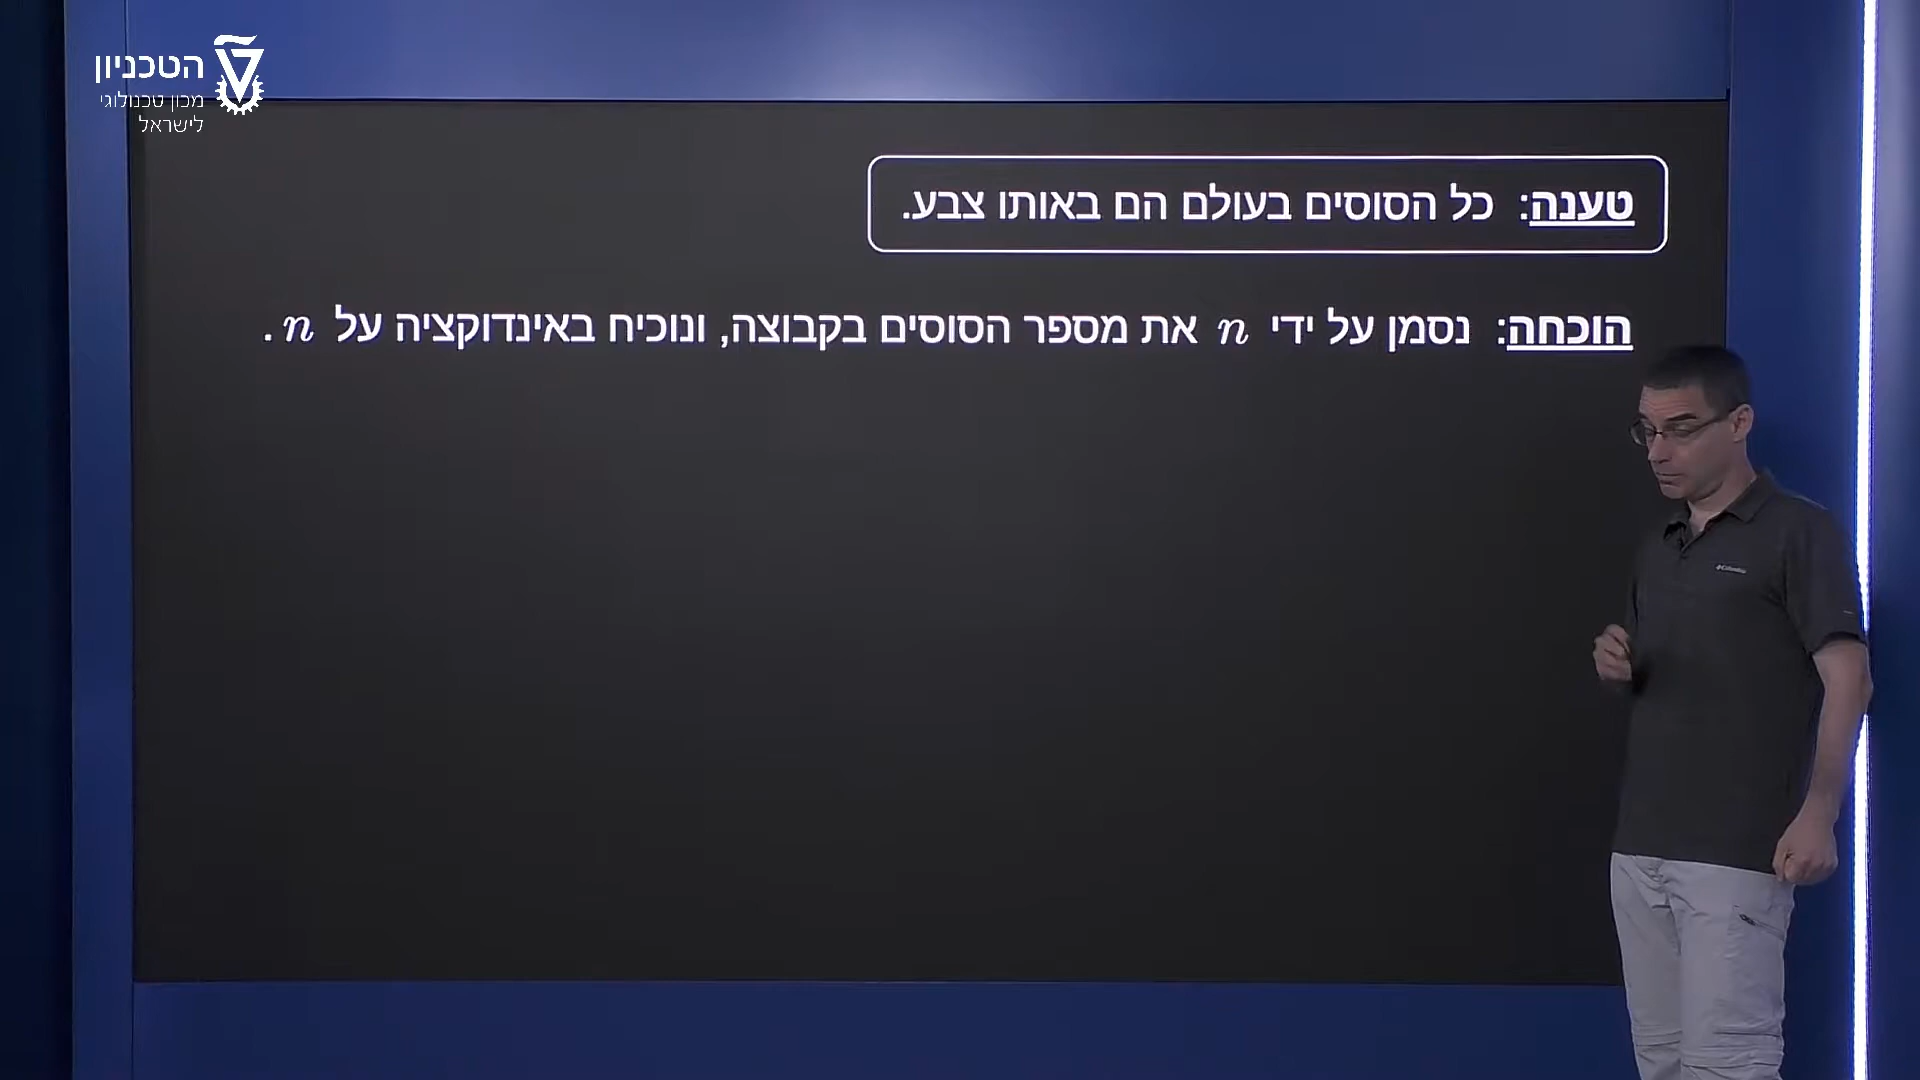 הטכניון
מכון טכנולוגי
לישראל
טענה: כל הסוסים בעולם הם באותו צבע.
הוכחה: נסמן על ידי n את מספר הסוסים בקבוצה, ונוכיח באינדוקציה על n.
Columbia